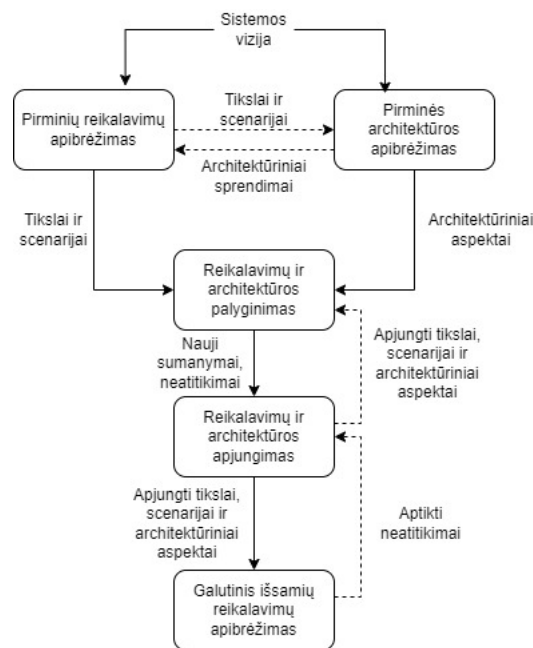 Sistemos
vizija
Pirminių reikalavimų
apibrėžimas
Tikslai ir
scenarijai
Pirminės
architektūros
apibrėžimas
Architektūriniai
sprendimai
Tikslai ir
scenarijai
Architektūriniai
aspektai
Reikalavimų ir
architektūros
palyginimas
Nauji
sumanymai,
neatitikimai
Apjungti tikslai,
scenarijai ir
architektūriniai
aspektai
Reikalavimų ir
architektūros
apjungimas
Apjungti tikslai,
scenarijai ir
architektūriniai
aspektai
Aptikti
neatitikimai
Galutinis išsamių
reikalavimų
apibrėžimas